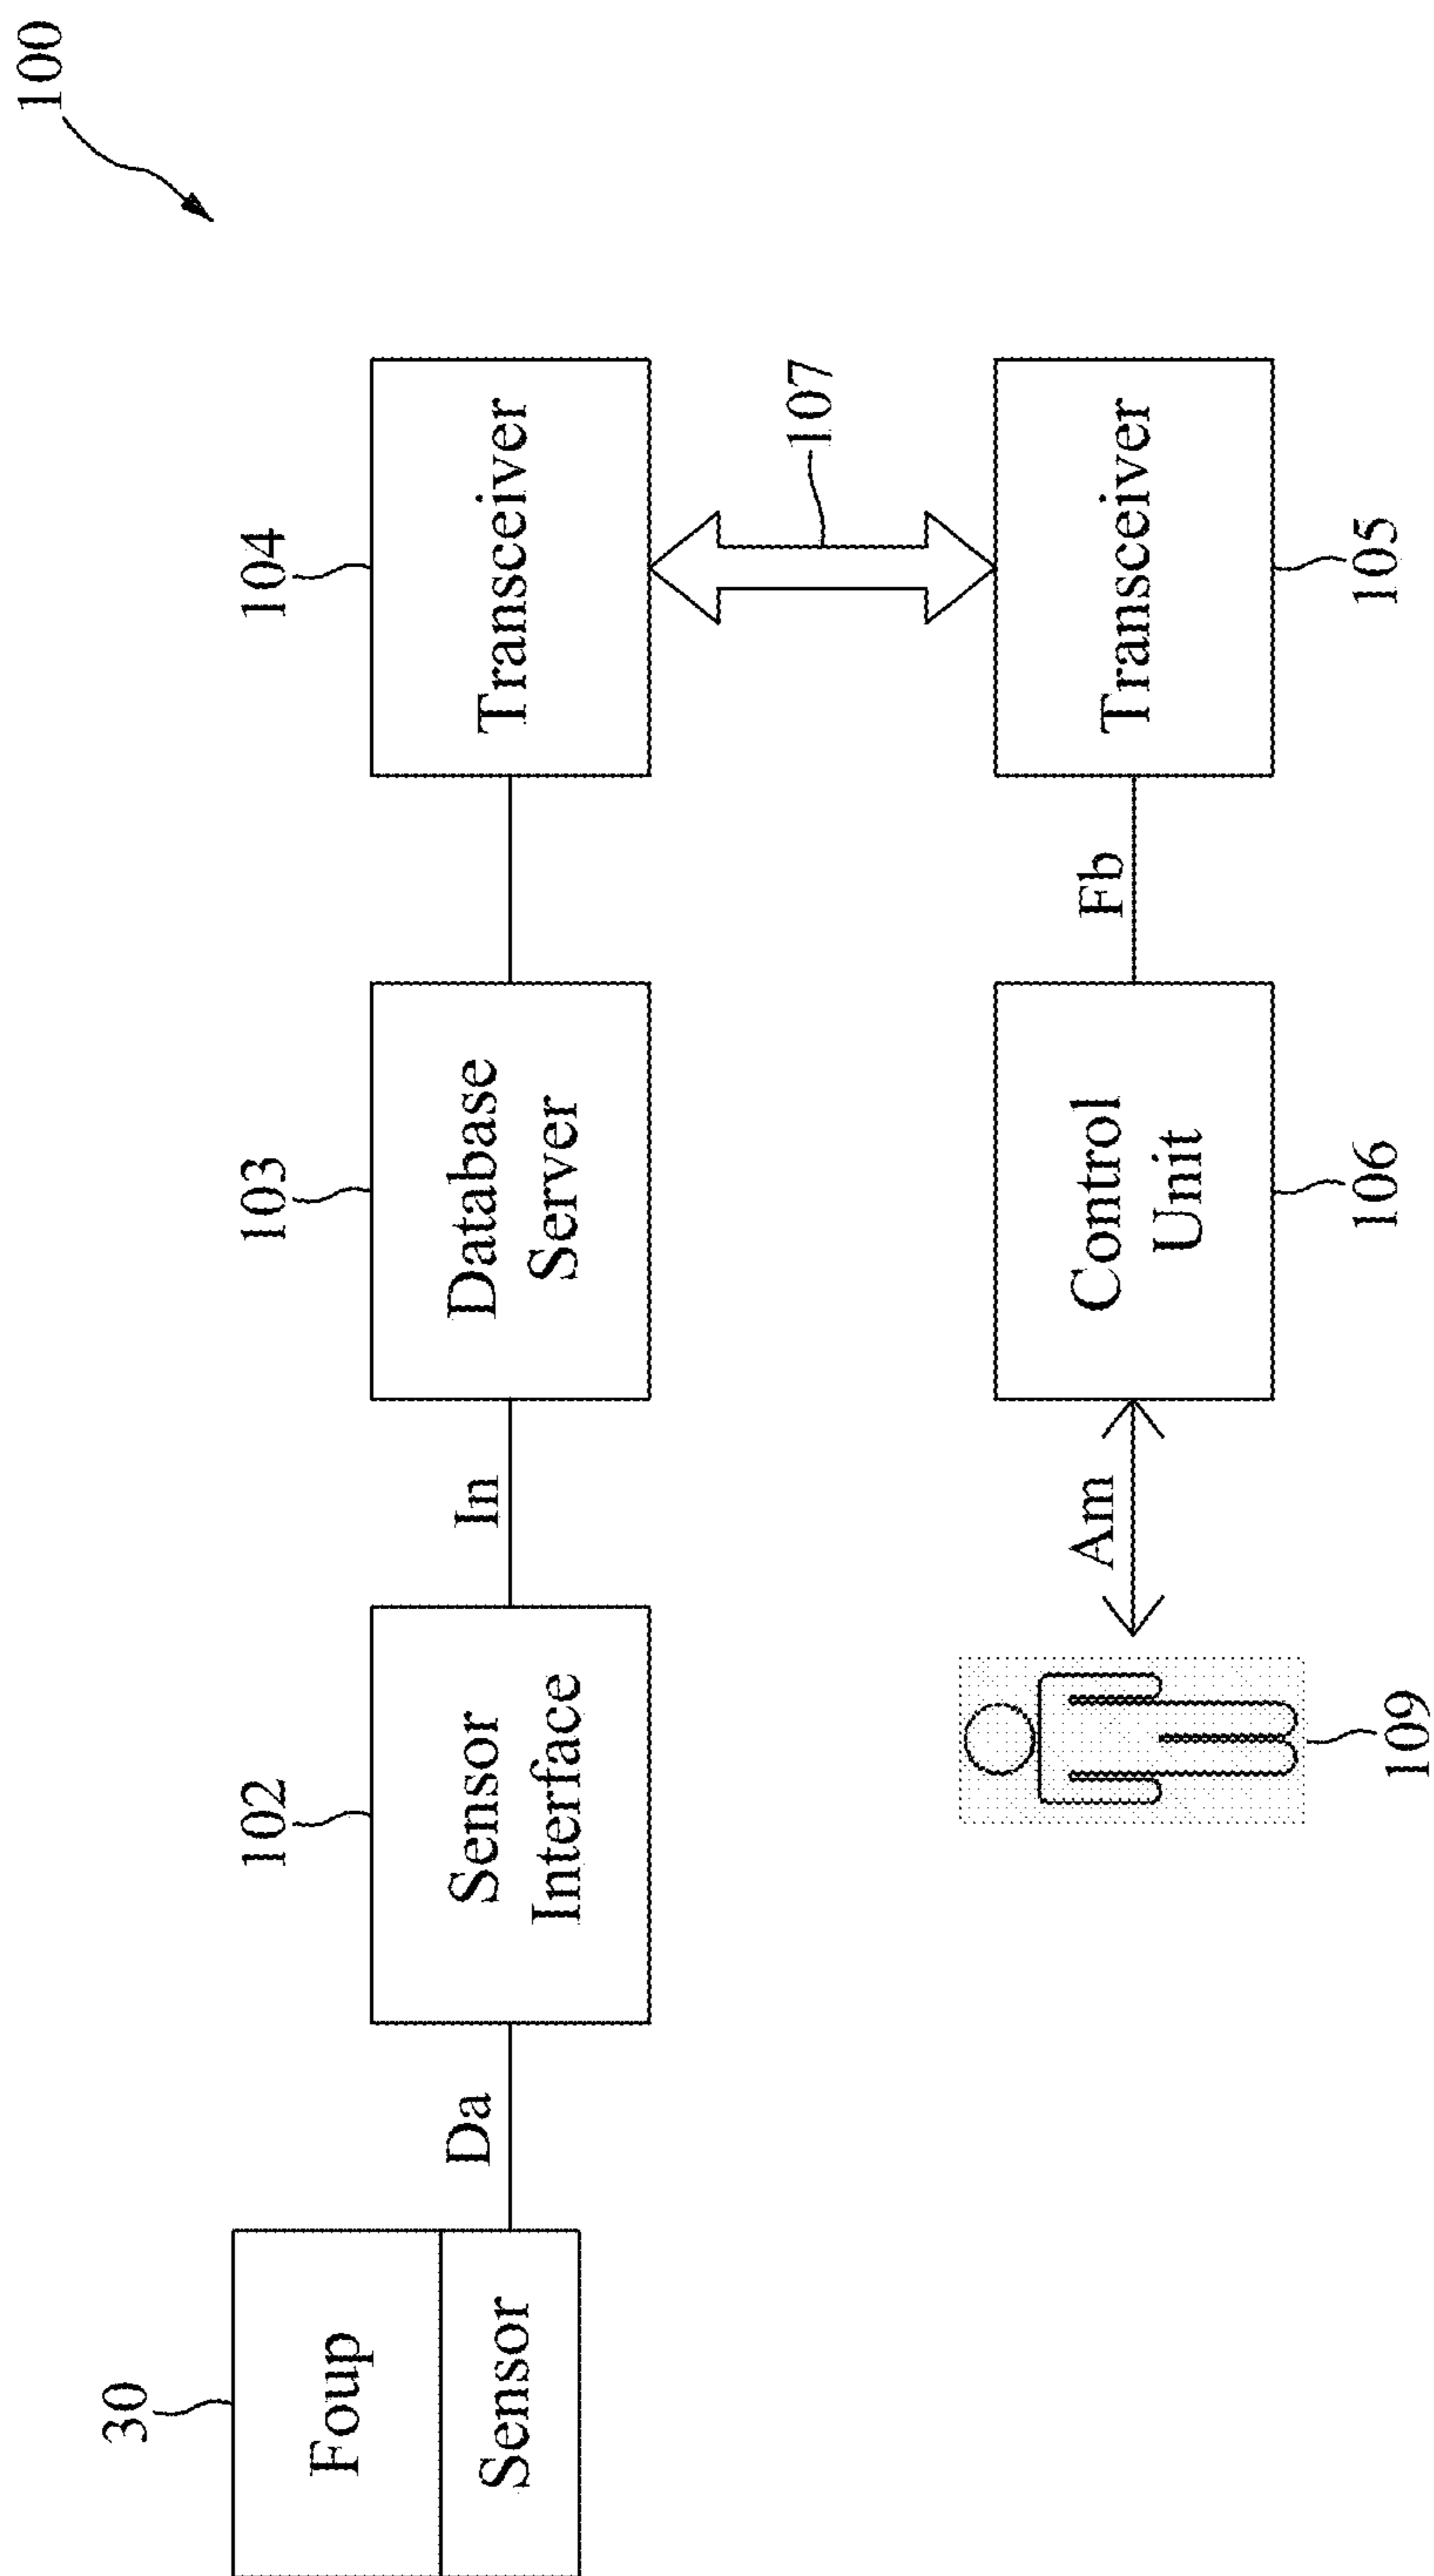 100
30
Foup
Sensor
Da
102
Sensor
Interface
In
103
Database
Server
104
Transceiver
107
109
Am
Control
Unit
106
Fb
Transceiver
105